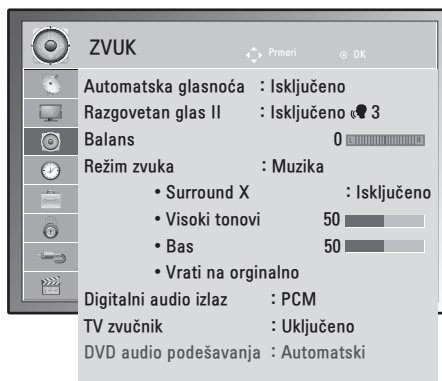 ZVUK
Prmeri OK
Automatska glasnoća : Isključeno
Razgovetan glas II : Isključeno 3
Balans 0 L R
Režim zvuka : Muzika
• Surround X : Isključeno
• Visoki tonovi 50
• Bas 50
• Vrati na orginalno
Digitalni audio izlaz : PCM
TV zvučnik : Uključeno
DVD audio podešavanja : Automatski